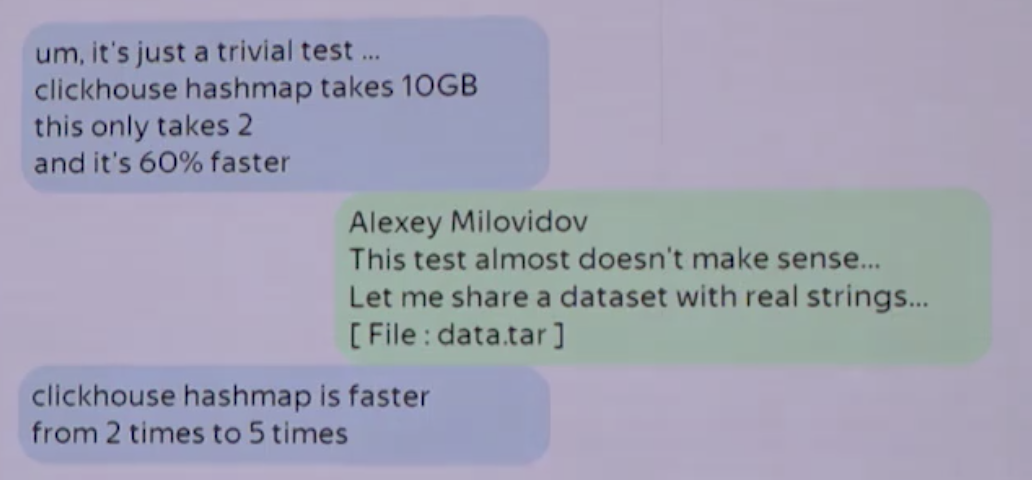 um, it's just a trivial test ...
clickhouse hashmap takes 10GB
this only takes 2
and it's 60% faster
Alexey Milovidov
This test almost doesn't make sense...
Let me share a dataset with real strings...
[ File : data.tar ]
clickhouse hashmap is faster
from 2 times to 5 times